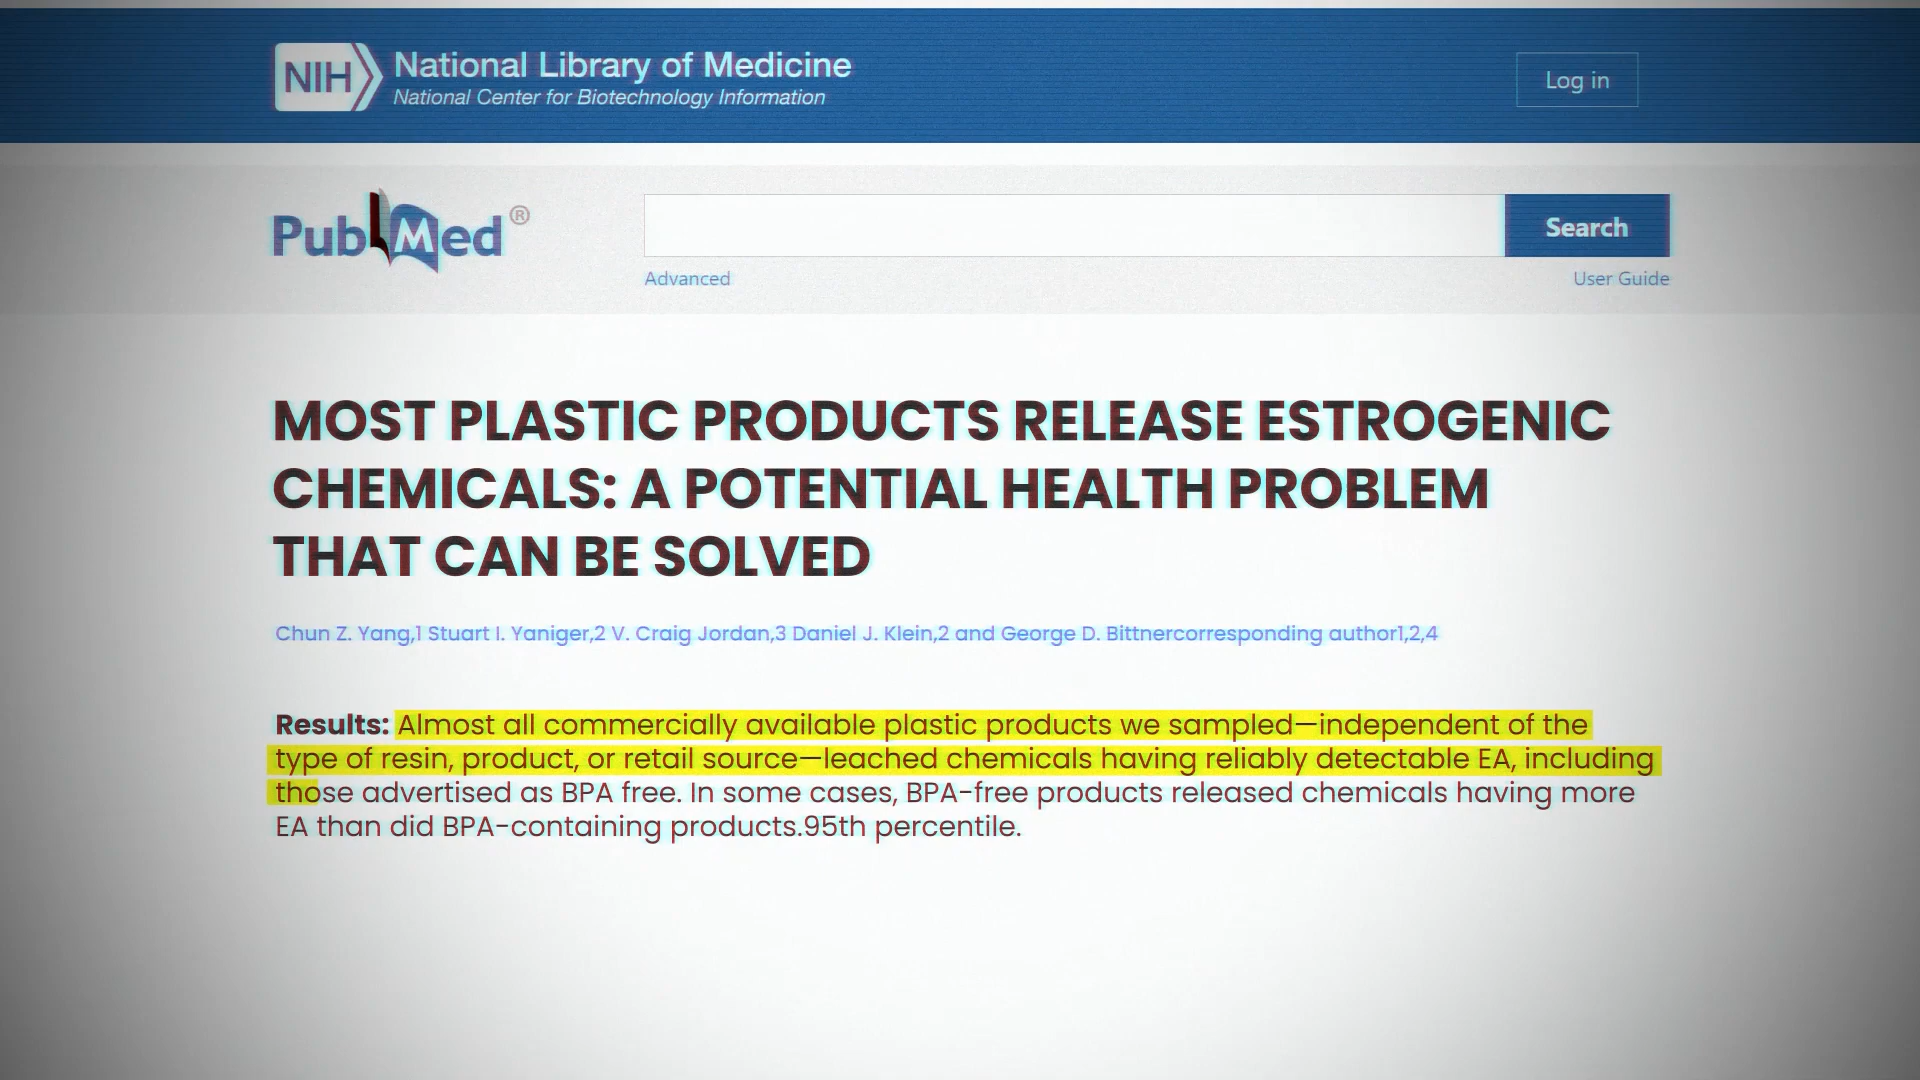 NIH National Library of Medicine
National Center for Biotechnology Information
Log in
PubMed®
Search
Advanced
User Guide
MOST PLASTIC PRODUCTS RELEASE ESTROGENIC
CHEMICALS: A POTENTIAL HEALTH PROBLEM
THAT CAN BE SOLVED
Chun Z. Yang,1 Stuart I. Yaniger,2 V. Craig Jordan,3 Daniel J. Klein,2 and George D. Bittnercorresponding author1,2,4
Results: Almost all commercially available plastic products we sampled—independent of the
type of resin, product, or retail source—leached chemicals having reliably detectable EA, including
those advertised as BPA free. In some cases, BPA-free products released chemicals having more
EA than did BPA-containing products.95th percentile.